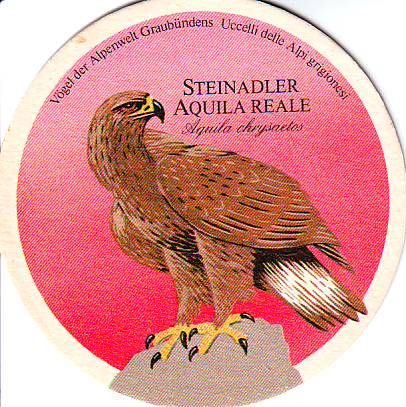 Vögel der Alpenwelt Graubündens Uccelli delle Alpi grigionesi
STEINADLER
AQUILA REALE
Aquila chrysaetos